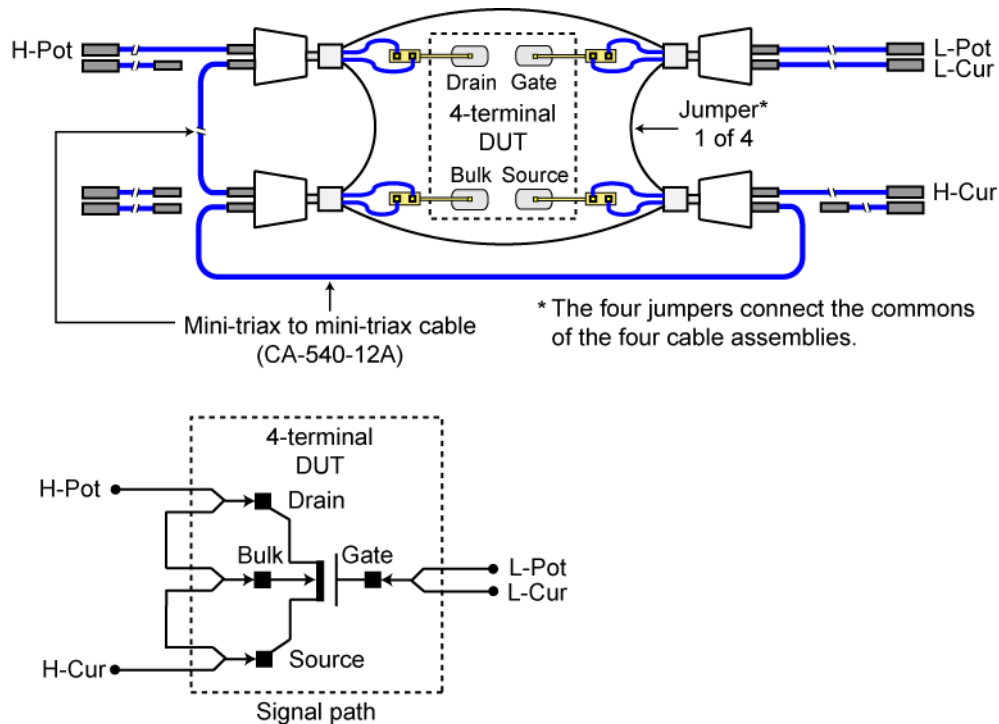 H-Pot
L-Pot
L-Cur
Drain
Gate
4-terminal
DUT
Jumper*
1 of 4
Bulk
Source
H-Cur
Mini-triax to mini-triax cable
(CA-540-12A)
* The four jumpers connect the commons
of the four cable assemblies.
4-terminal
DUT
H-Pot
Drain
Bulk
Gate
L-Pot
L-Cur
H-Cur
Source
Signal path